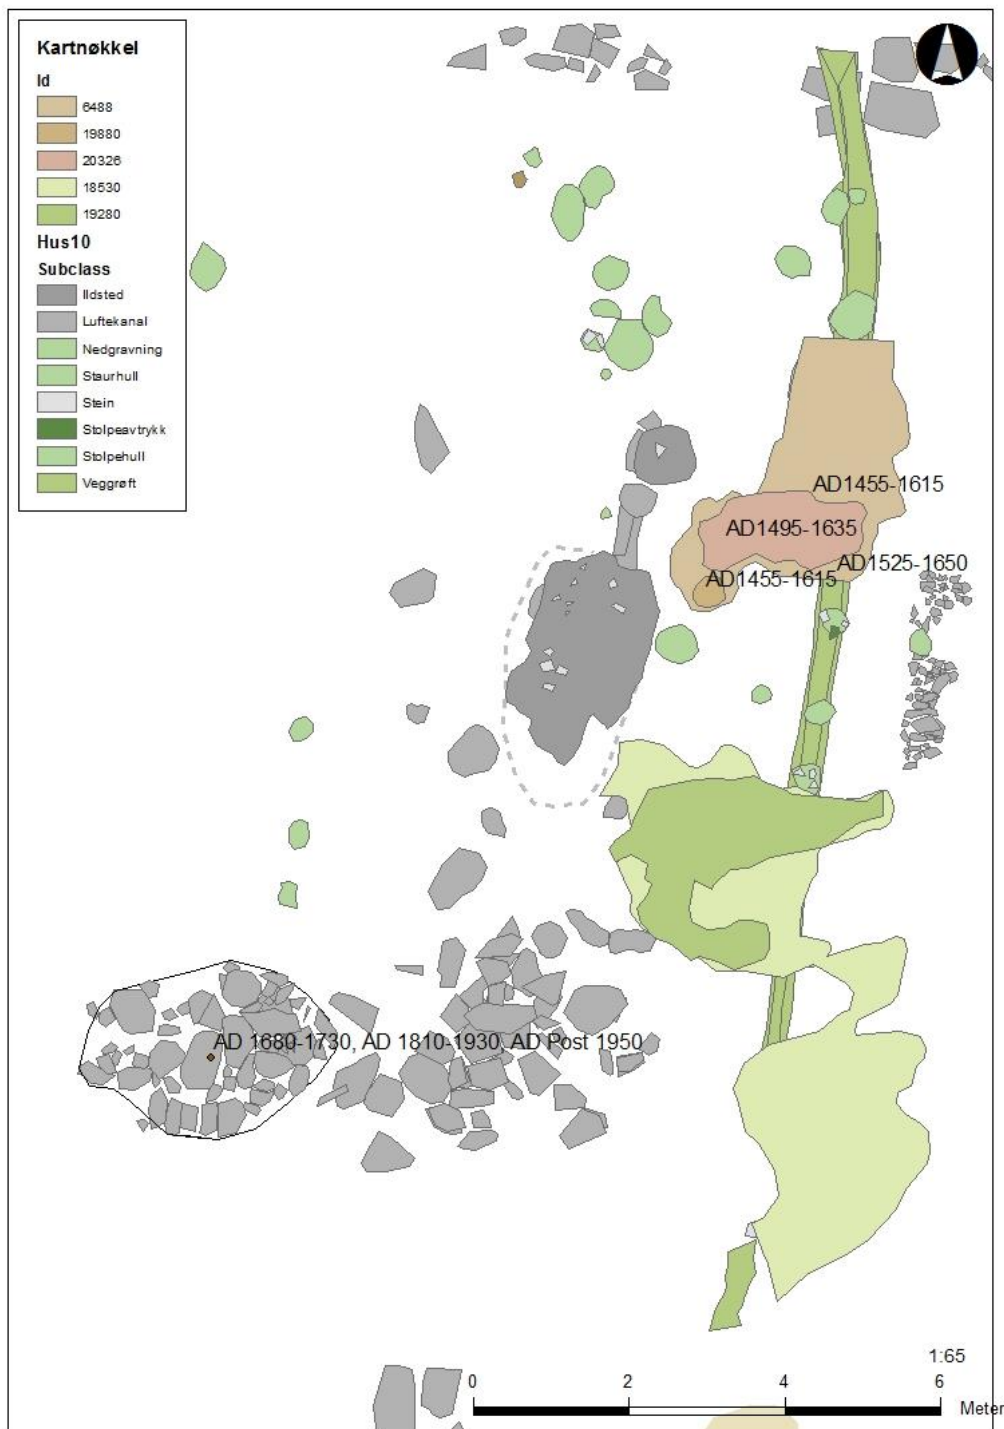 Kartnøkkel
Id
6488
19880
20326
18530
19280
Hus10
Subclass
Ildsted
Luftekanal
Nedgravning
Staurhull
Stein
Stolpeavtrykk
Stolpehull
Veggrøft
AD1455-1615
AD1495-1635
AD1525-1650
AD1455-1615
AD 1680-1730, AD 1810-1930, AD Post 1950
1:65
0 2 4 6
Meter